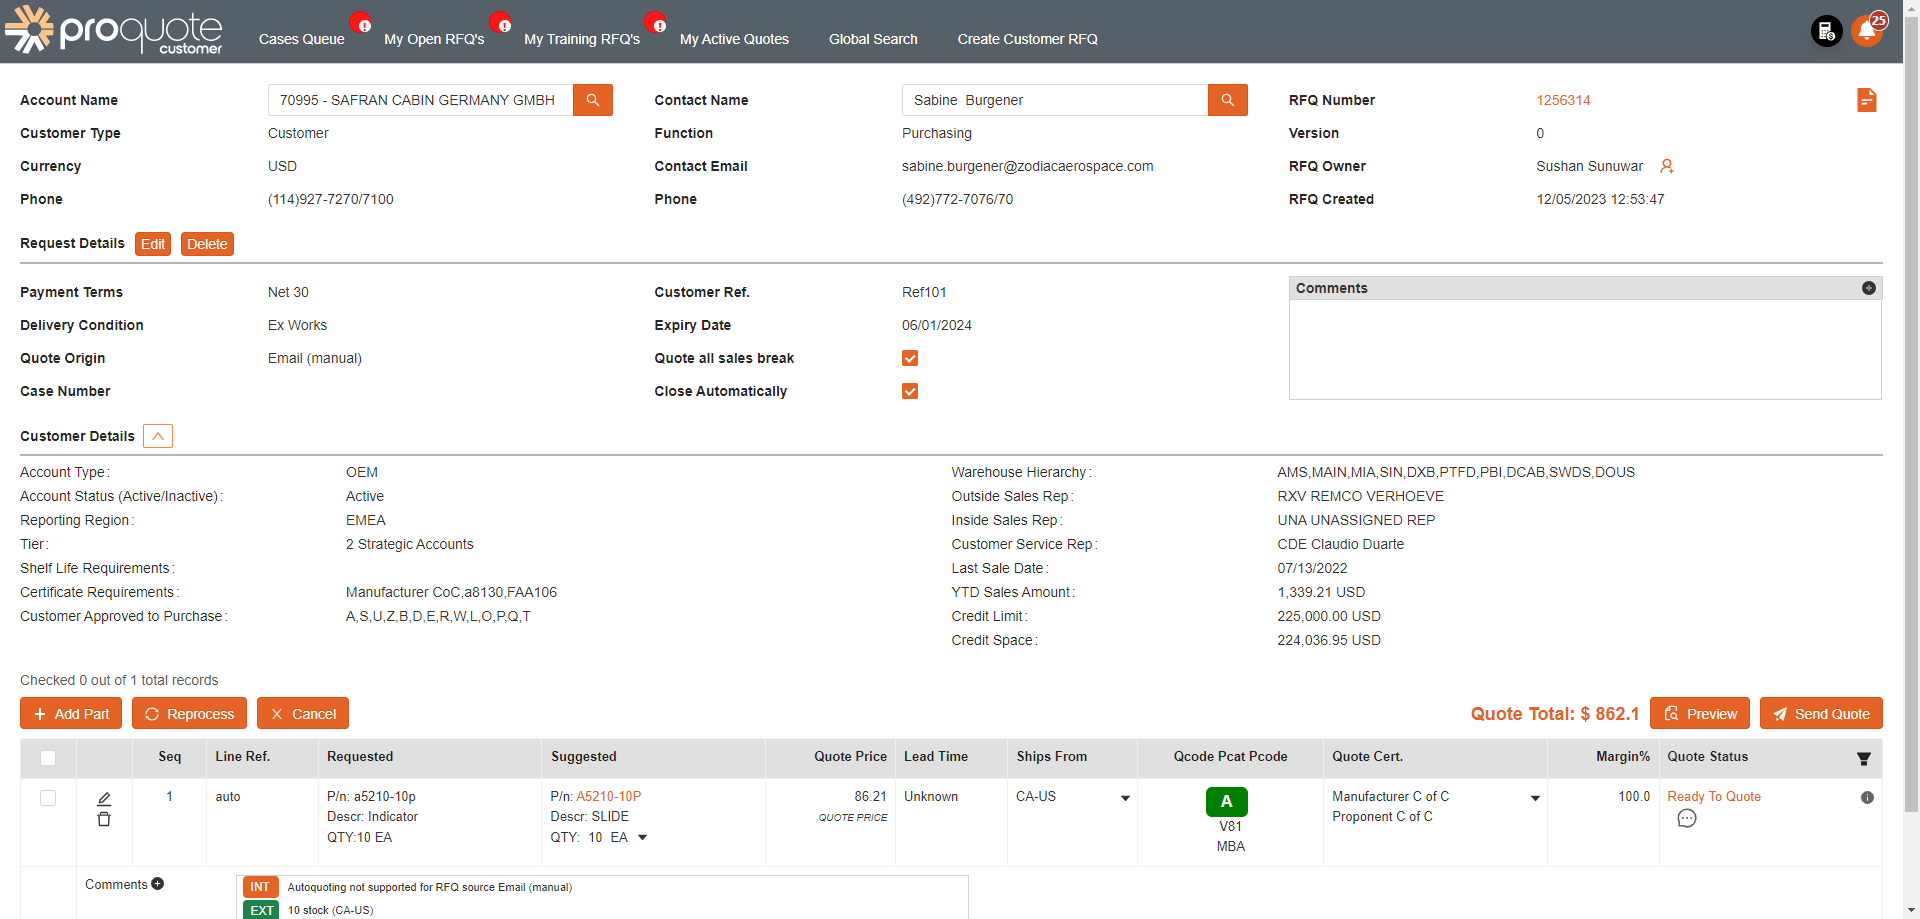 proquote customer
Cases Queue ! My Open RFQ's ! My Training RFQ's ! My Active Quotes Global Search Create Customer RFQ 25
Account Name 70995 - SAFRAN CABIN GERMANY GMBH Contact Name Sabine Burgener RFQ Number 1256314
Customer Type Customer Function Purchasing Version 0
Currency USD Contact Email sabine.burgener@zodiacaerospace.com RFQ Owner Sushan Sunuwar
Phone (114)927-7270/7100 Phone (492)772-7076/70 RFQ Created 12/05/2023 12:53:47
Request Details Edit Delete
Payment Terms Net 30 Customer Ref. Ref101 Comments
Delivery Condition Ex Works Expiry Date 06/01/2024
Quote Origin Email (manual) Quote all sales break
Case Number Close Automatically
Customer Details
Account Type: OEM Warehouse Hierarchy: AMS,MAIN,MIA,SIN,DXB,PTFD,PBI,DCAB,SWDS,DOUS
Account Status (Active/Inactive): Active Outside Sales Rep: RXV REMCO VERHOEVE
Reporting Region: EMEA Inside Sales Rep: UNA UNASSIGNED REP
Tier: 2 Strategic Accounts Customer Service Rep: CDE Claudio Duarte
Shelf Life Requirements: Last Sale Date: 07/13/2022
Certificate Requirements: Manufacturer CoC,a8130,FAA106 YTD Sales Amount: 1,339.21 USD
Customer Approved to Purchase: A,S,U,Z,B,D,E,R,W,L,O,P,Q,T Credit Limit: 225,000.00 USD
Credit Space: 224,036.95 USD
Checked 0 out of 1 total records
Add Part Reprocess Cancel Quote Total: $ 862.1 Preview Send Quote
Seq Line Ref. Requested Suggested Quote Price Lead Time Ships From Qcode Pcat Pcode Quote Cert. Margin% Quote Status
1 auto P/n: a5210-10p P/n: A5210-10P 86.21 Unknown CA-US A Manufacturer C of C 100.0 Ready To Quote
Descr: Indicator Descr: SLIDE QUOTE PRICE V81 Proponent C of C
QTY:10 EA QTY: 10 EA MBA
Comments INT Autoquoting not supported for RFQ source Email (manual)
EXT 10 stock (CA-US)